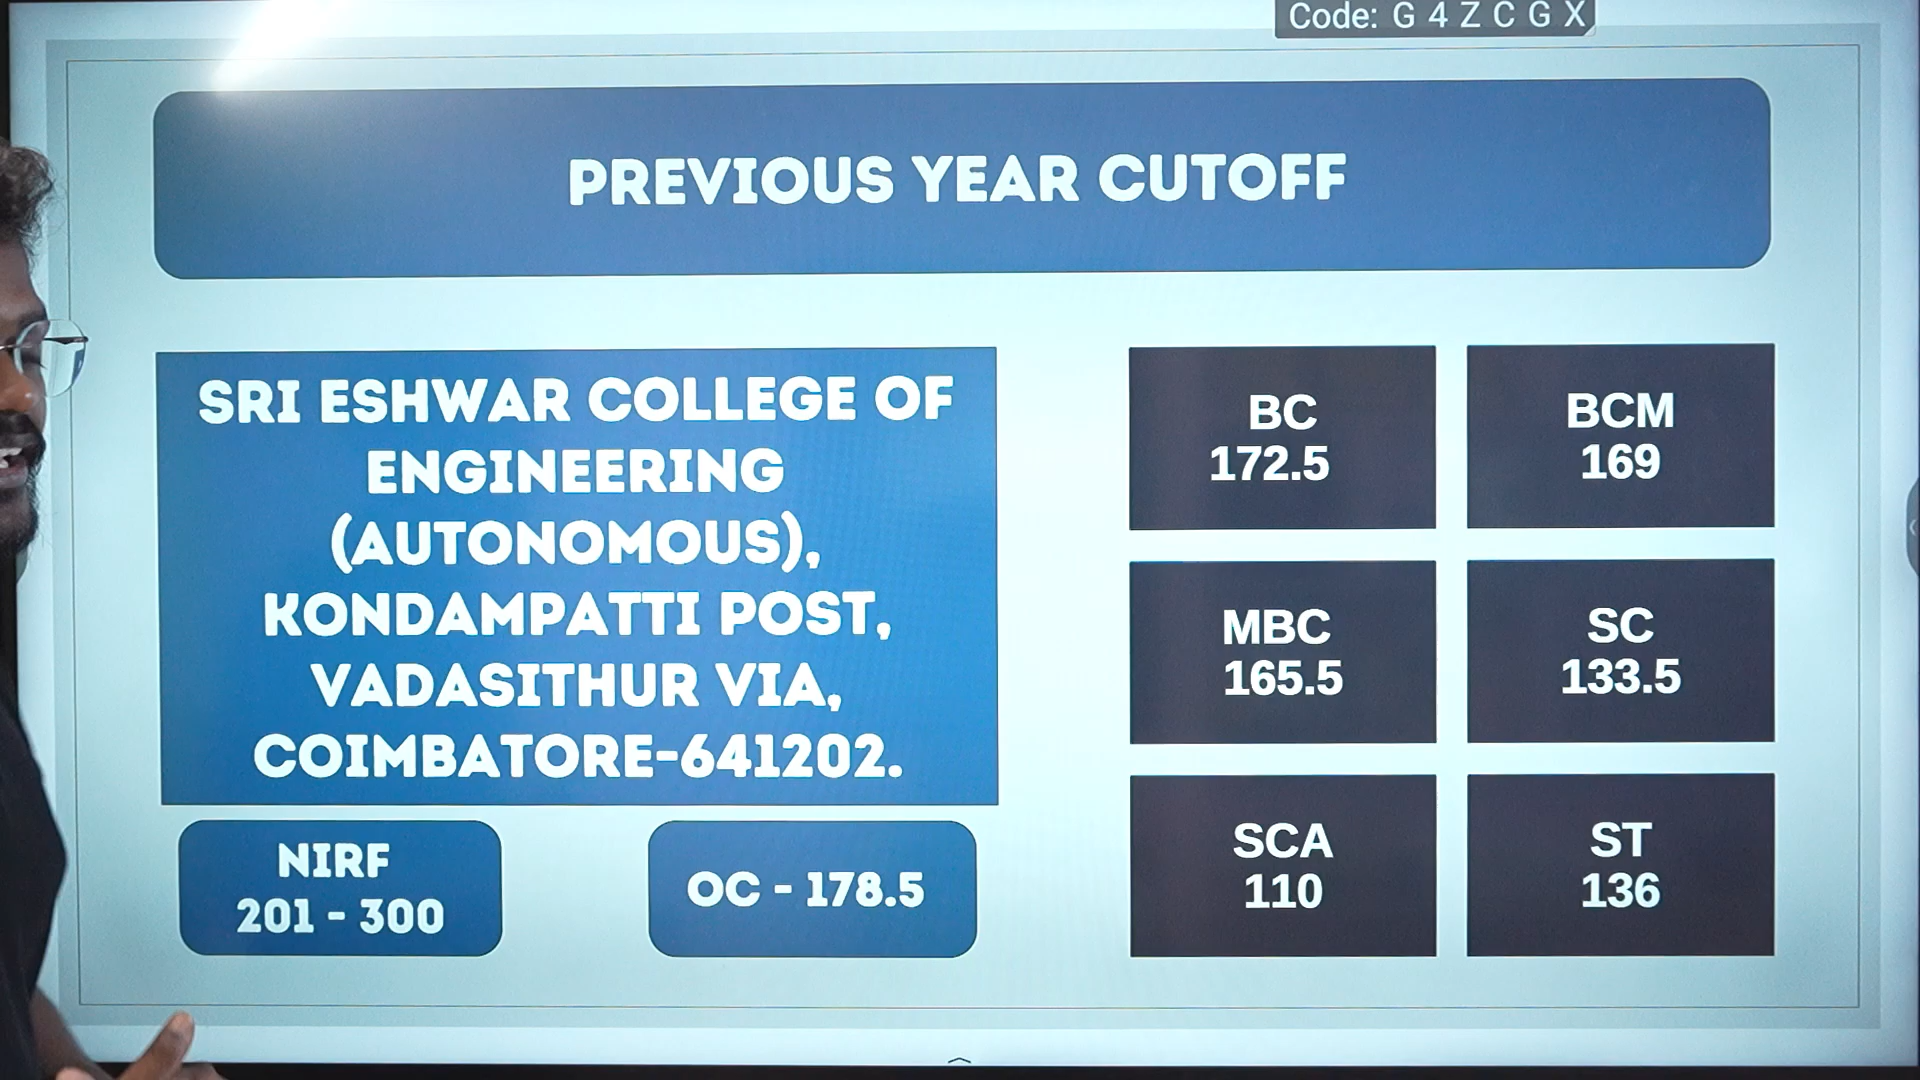 Code: G 4 Z C G X
PREVIOUS YEAR CUTOFF
SRI ESHWAR COLLEGE OF
ENGINEERING
(AUTONOMOUS),
KONDAMPATTI POST,
VADASITHUR VIA,
COIMBATORE-641202.
NIRF
201 - 300
OC - 178.5
BC
172.5
BCM
169
MBC
165.5
SC
133.5
SCA
110
ST
136